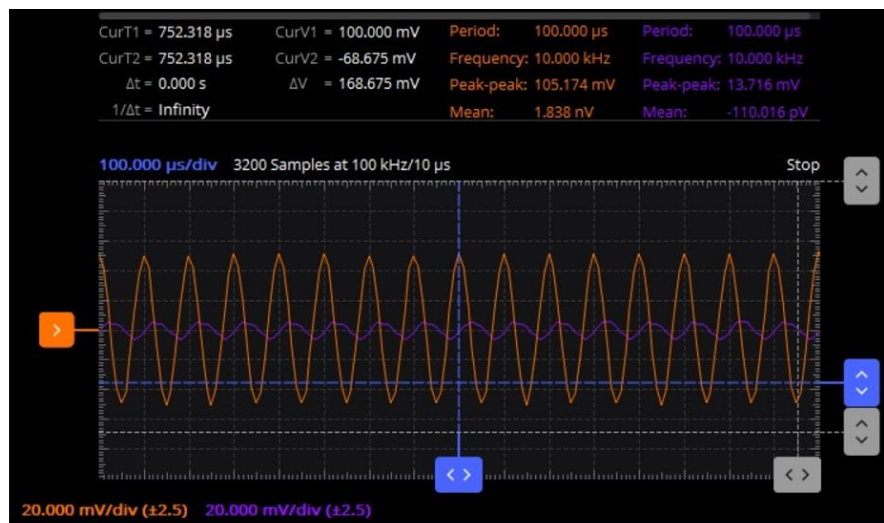 CurT1 = 752.318 µs CurV1 = 100.000 mV Period: 100.000 µs Period: 100.000 µs
CurT2 = 752.318 µs CurV2 = -68.675 mV Frequency: 10.000 kHz Frequency: 10.000 kHz
Δt = 0.000 s ΔV = 168.675 mV Peak-peak: 105.174 mV Peak-peak: 13.716 mV
1/Δt = Infinity Mean: 1.838 nV Mean: -110.016 pV
100.000 µs/div 3200 Samples at 100 kHz/10 µs Stop
20.000 mV/div (±2.5) 20.000 mV/div (±2.5)